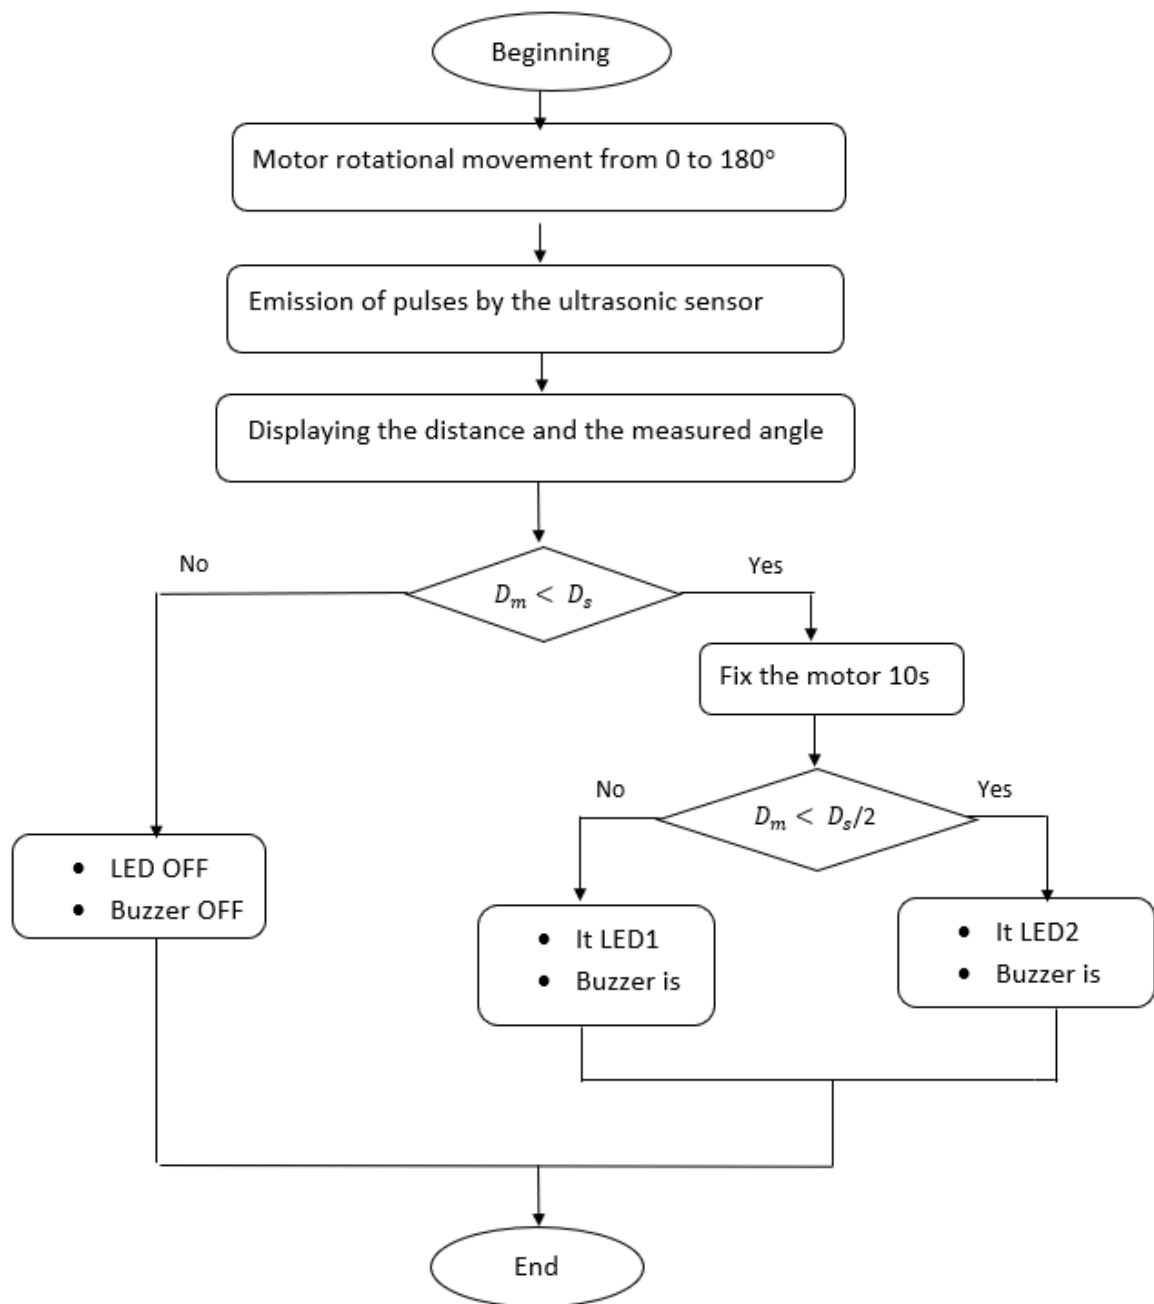 Beginning
Motor rotational movement from 0 to 180°
Emission of pulses by the ultrasonic sensor
Displaying the distance and the measured angle
No
Yes
D_m < D_s
Fix the motor 10s
No
Yes
D_m < D_s/2
• LED OFF
• Buzzer OFF
• It LED1
• Buzzer is
• It LED2
• Buzzer is
End